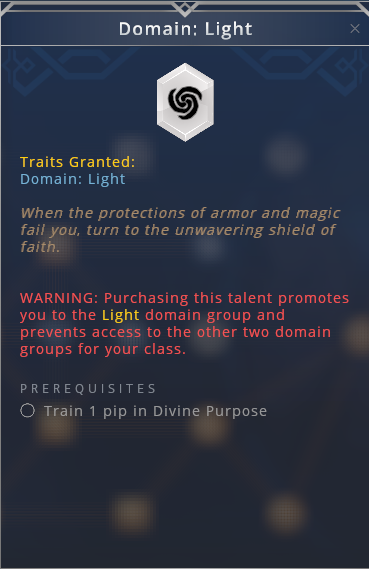 Domain: Light
Traits Granted:
Domain: Light
When the protections of armor and magic
fail you, turn to the unwavering shield of
faith.
WARNING: Purchasing this talent promotes
you to the Light domain group and
prevents access to the other two domain
groups for your class.
PREREQUISITES
Train 1 pip in Divine Purpose